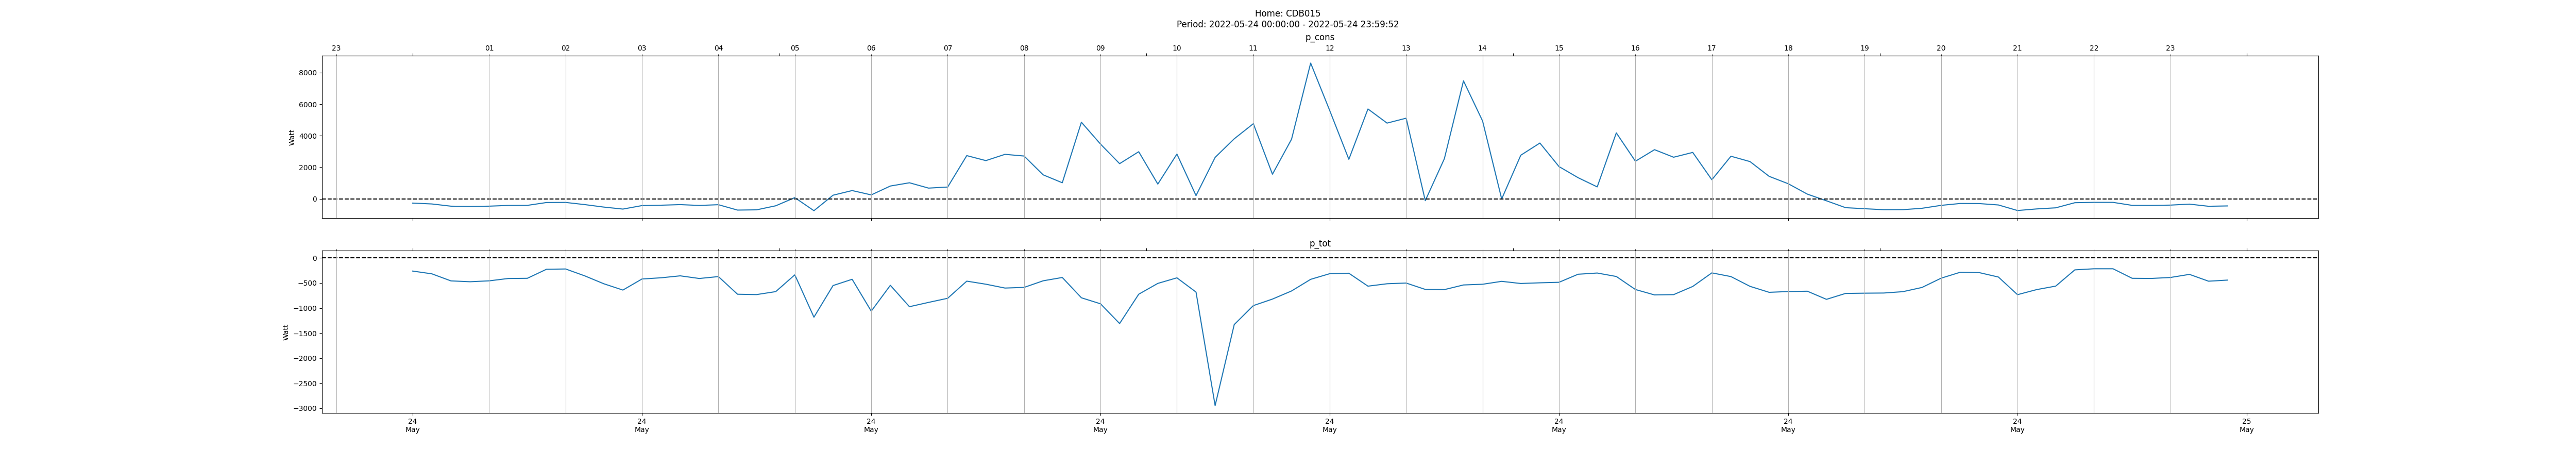 Home: CDB015
Period: 2022-05-24 00:00:00 - 2022-05-24 23:59:52
p_cons
23 01 02 03 04 05 06 07 08 09 10 11 12 13 14 15 16 17 18 19 20 21 22 23
8000
6000
4000
2000
0
Watt
p_tot
0
−500
−1000
−1500
−2000
−2500
−3000
Watt
24 24 24 24 24 24 24 24 25
May May May May May May May May May